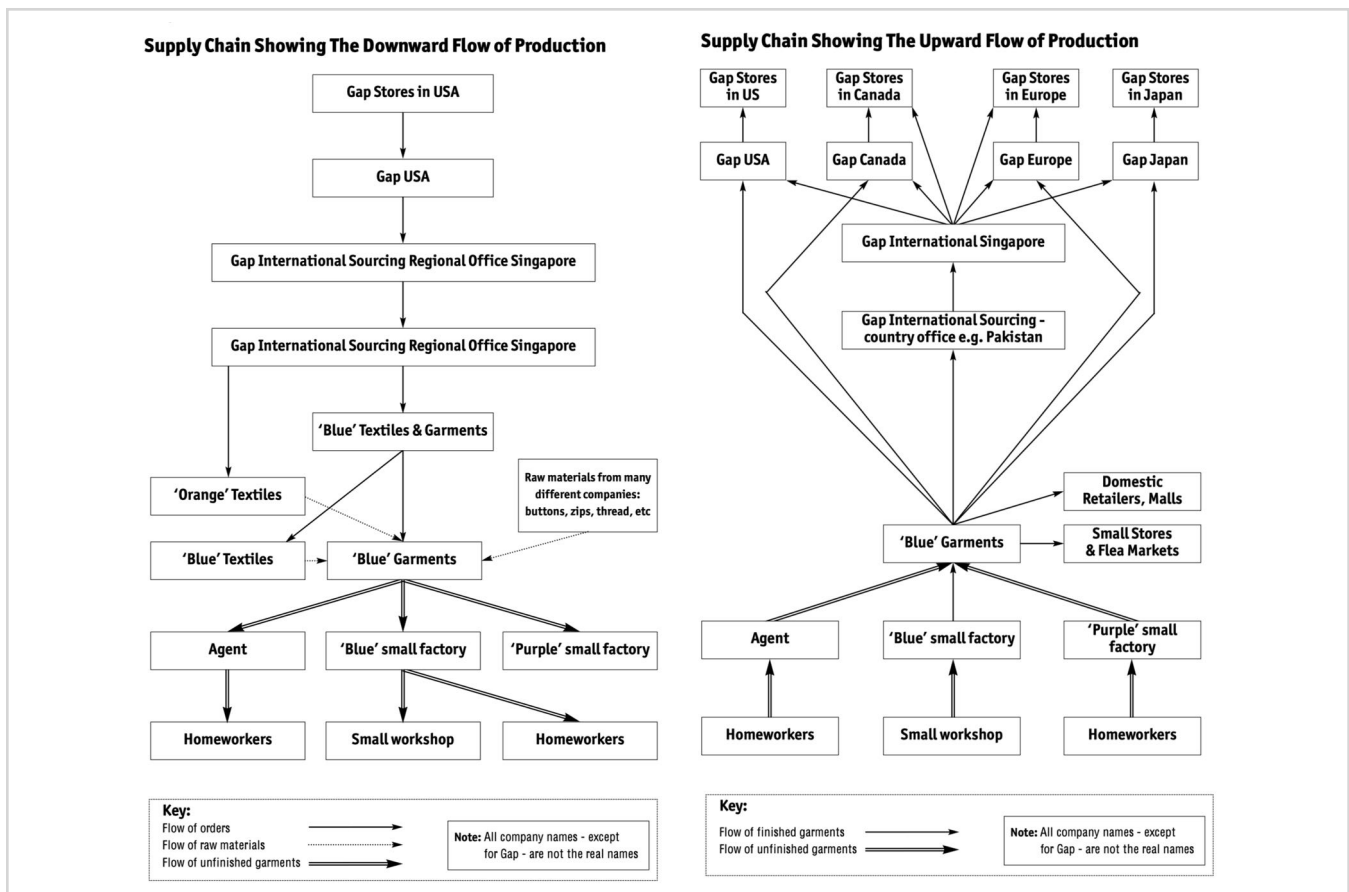 Supply Chain Showing The Downward Flow of Production
Gap Stores in USA
Gap USA
Gap International Sourcing Regional Office Singapore
Gap International Sourcing Regional Office Singapore
‘Blue’ Textiles & Garments
‘Orange’ Textiles
Raw materials from many
different companies:
buttons, zips, thread, etc
‘Blue’ Textiles
‘Blue’ Garments
Agent
‘Blue’ small factory
‘Purple’ small factory
Homeworkers
Small workshop
Homeworkers
Key:
Flow of orders
Flow of raw materials
Flow of unfinished garments
Note: All company names - except
for Gap - are not the real names
Supply Chain Showing The Upward Flow of Production
Gap Stores
in US
Gap Stores
in Canada
Gap Stores
in Europe
Gap Stores
in Japan
Gap USA
Gap Canada
Gap Europe
Gap Japan
Gap International Singapore
Gap International Sourcing -
country office e.g. Pakistan
Domestic
Retailers, Malls
‘Blue’ Garments
Small Stores
& Flea Markets
Agent
‘Blue’ small factory
‘Purple’ small
factory
Homeworkers
Small workshop
Homeworkers
Key:
Flow of finished garments
Flow of unfinished garments
Note: All company names - except
for Gap - are not the real names